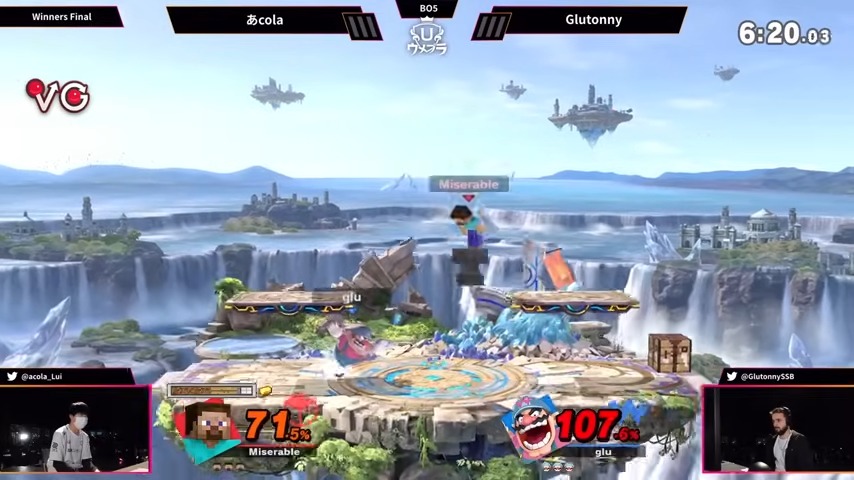 Winners Final
あcola
BO5
U
ウメブラ
Glutonny
6:20.03
VG
Miserable
glu
@acola_Lui
@GlutonnySSB
71.5%
Miserable
107.6%
glu